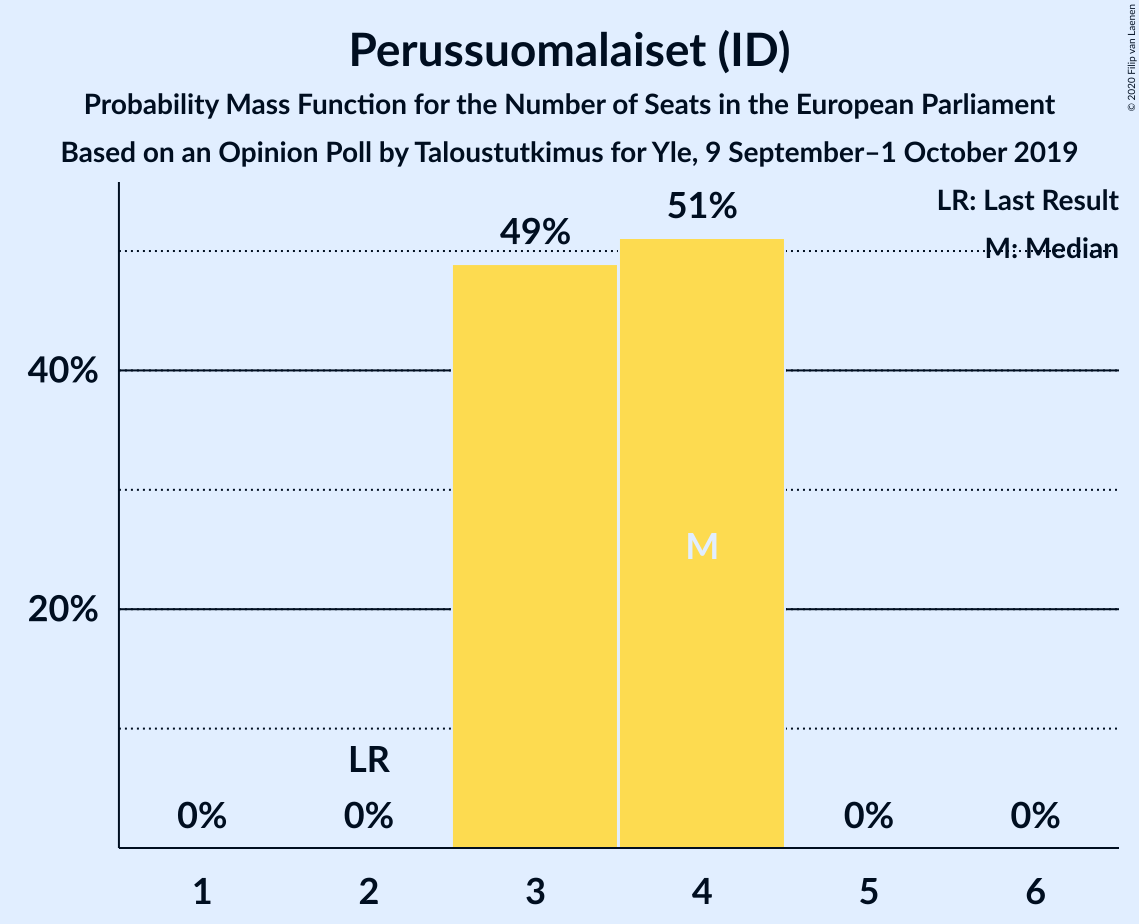 Perussuomalaiset (ID)
Probability Mass Function for the Number of Seats in the European Parliament
Based on an Opinion Poll by Taloustutkimus for Yle, 9 September–1 October 2019
© 2020 Filip van Laenen
LR: Last Result
M: Median
51%
49%
40%
M
20%
LR
0%
0%
0%
0%
1
2
3
4
5
6